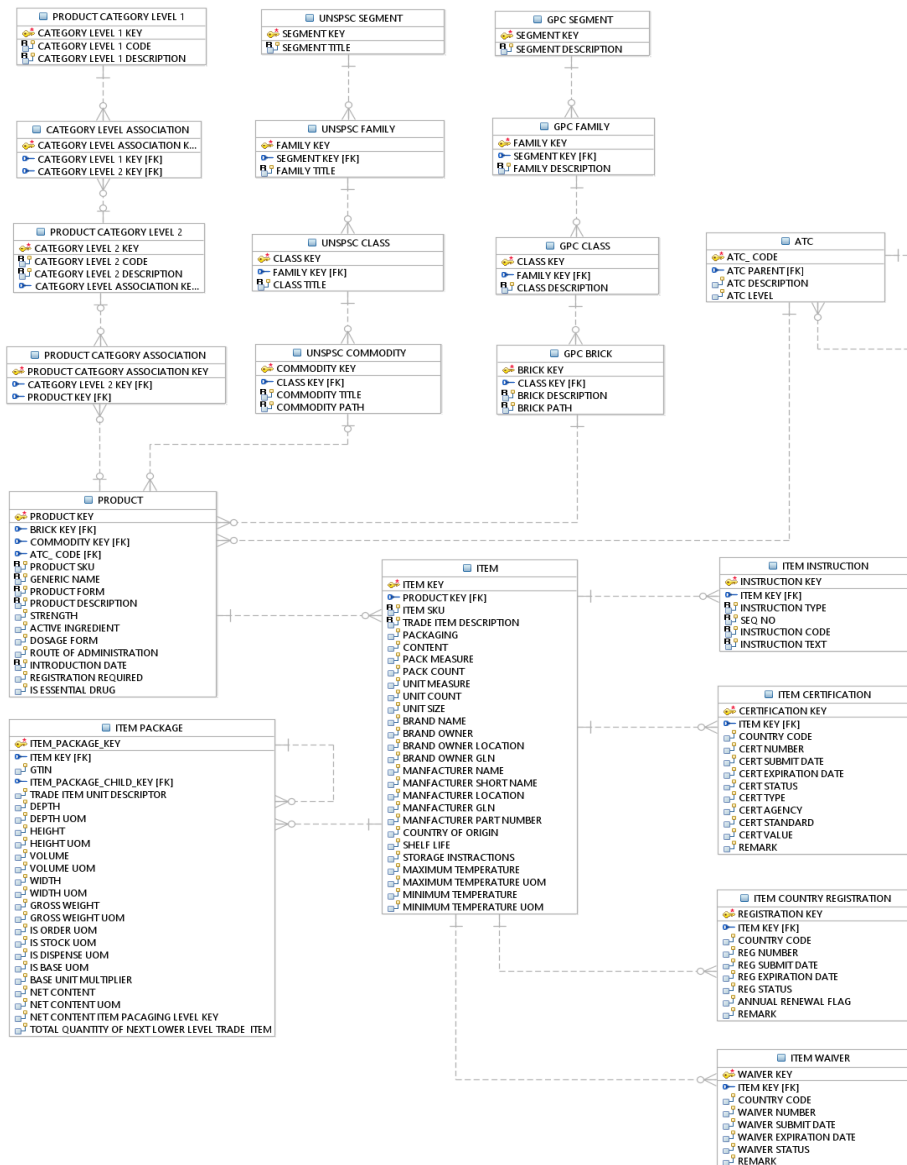 PRODUCT CATEGORY LEVEL 1
CATEGORY LEVEL 1 KEY
CATEGORY LEVEL 1 CODE
CATEGORY LEVEL 1 DESCRIPTION
UNSPSC SEGMENT
SEGMENT KEY
SEGMENT TITLE
GPC SEGMENT
SEGMENT KEY
SEGMENT DESCRIPTION
CATEGORY LEVEL ASSOCIATION
CATEGORY LEVEL ASSOCIATION K...
CATEGORY LEVEL 1 KEY [FK]
CATEGORY LEVEL 2 KEY [FK]
UNSPSC FAMILY
FAMILY KEY
SEGMENT KEY [FK]
FAMILY TITLE
GPC FAMILY
FAMILY KEY
SEGMENT KEY [FK]
FAMILY DESCRIPTION
PRODUCT CATEGORY LEVEL 2
CATEGORY LEVEL 2 KEY
CATEGORY LEVEL 2 CODE
CATEGORY LEVEL 2 DESCRIPTION
CATEGORY LEVEL ASSOCIATION KE...
UNSPSC CLASS
CLASS KEY
FAMILY KEY [FK]
CLASS TITLE
GPC CLASS
CLASS KEY
FAMILY KEY [FK]
CLASS DESCRIPTION
ATC
ATC_ CODE
ATC PARENT[FK]
ATC DESCRIPTION
ATC LEVEL
PRODUCT CATEGORY ASSOCIATION
PRODUCT CATEGORY ASSOCIATION KEY
CATEGORY LEVEL 2 KEY [FK]
PRODUCT KEY [FK]
UNSPSC COMMODITY
COMMODITY KEY
CLASS KEY [FK]
COMMODITY TITLE
COMMODITY PATH
GPC BRICK
BRICK KEY
CLASS KEY [FK]
BRICK DESCRIPTION
BRICK PATH
PRODUCT
PRODUCT KEY
BRICK KEY [FK]
COMMODITY KEY [FK]
ATC_ CODE [FK]
PRODUCT SKU
GENERIC NAME
PRODUCT FORM
PRODUCT DESCRIPTION
STRENGTH
ACTIVE INGREDIENT
DOSAGE FORM
ROUTE OF ADMINISTRATION
INTRODUCTION DATE
REGISTRATION REQUIRED
IS ESSENTIAL DRUG
ITEM
ITEM KEY
PRODUCT KEY [FK]
ITEM SKU
TRADE ITEM DESCRIPTION
PACKAGING
CONTENT
PACK MEASURE
PACK COUNT
UNIT MEASURE
UNIT COUNT
UNIT SIZE
BRAND NAME
BRAND OWNER
BRAND OWNER LOCATION
BRAND OWNER GLN
MANFACTURER NAME
MANFACTURER SHORT NAME
MANFACTURER LOCATION
MANFACTURER GLN
MANFACTURER PART NUMBER
COUNTRY OF ORIGIN
SHELF LIFE
STORAGE INSTRACTIONS
MAXIMUM TEMPERATURE
MAXIMUM TEMPERATURE UOM
MINIMUM TEMPERATURE
MINIMUM TEMPERATURE UOM
ITEM INSTRUCTION
INSTRUCTION KEY
ITEM KEY [FK]
INSTRUCTION TYPE
SEQ NO
INSTRUCTION CODE
INSTRUCTION TEXT
ITEM CERTIFICATION
CERTIFICATION KEY
ITEM KEY [FK]
COUNTRY CODE
CERT NUMBER
CERT SUBMIT DATE
CERT EXPIRATION DATE
CERT STATUS
CERT TYPE
CERT AGENCY
CERT STANDARD
CERT VALUE
REMARK
ITEM PACKAGE
ITEM_PACKAGE_KEY
ITEM KEY [FK]
GTIN
ITEM_PACKAGE_CHILD_KEY [FK]
TRADE ITEM UNIT DESCRIPTOR
DEPTH
DEPTH UOM
HEIGHT
HEIGHT UOM
VOLUME
VOLUME UOM
WIDTH
WIDTH UOM
GROSS WEIGHT
GROSS WEIGHT UOM
IS ORDER UOM
IS STOCK UOM
IS DISPENSE UOM
IS BASE UOM
BASE UNIT MULTIPLIER
NET CONTENT
NET CONTENT UOM
NET CONTENT ITEM PACAGING LEVEL KEY
TOTAL QUANTITY OF NEXT LOWER LEVEL TRADE ITEM
ITEM COUNTRY REGISTRATION
REGISTRATION KEY
ITEM KEY [FK]
COUNTRY CODE
REG NUMBER
REG SUBMIT DATE
REG EXPIRATION DATE
REG STATUS
ANNUAL RENEWAL FLAG
REMARK
ITEM WAIVER
WAIVER KEY
ITEM KEY [FK]
COUNTRY CODE
WAIVER NUMBER
WAIVER SUBMIT DATE
WAIVER EXPIRATION DATE
WAIVER STATUS
REMARK